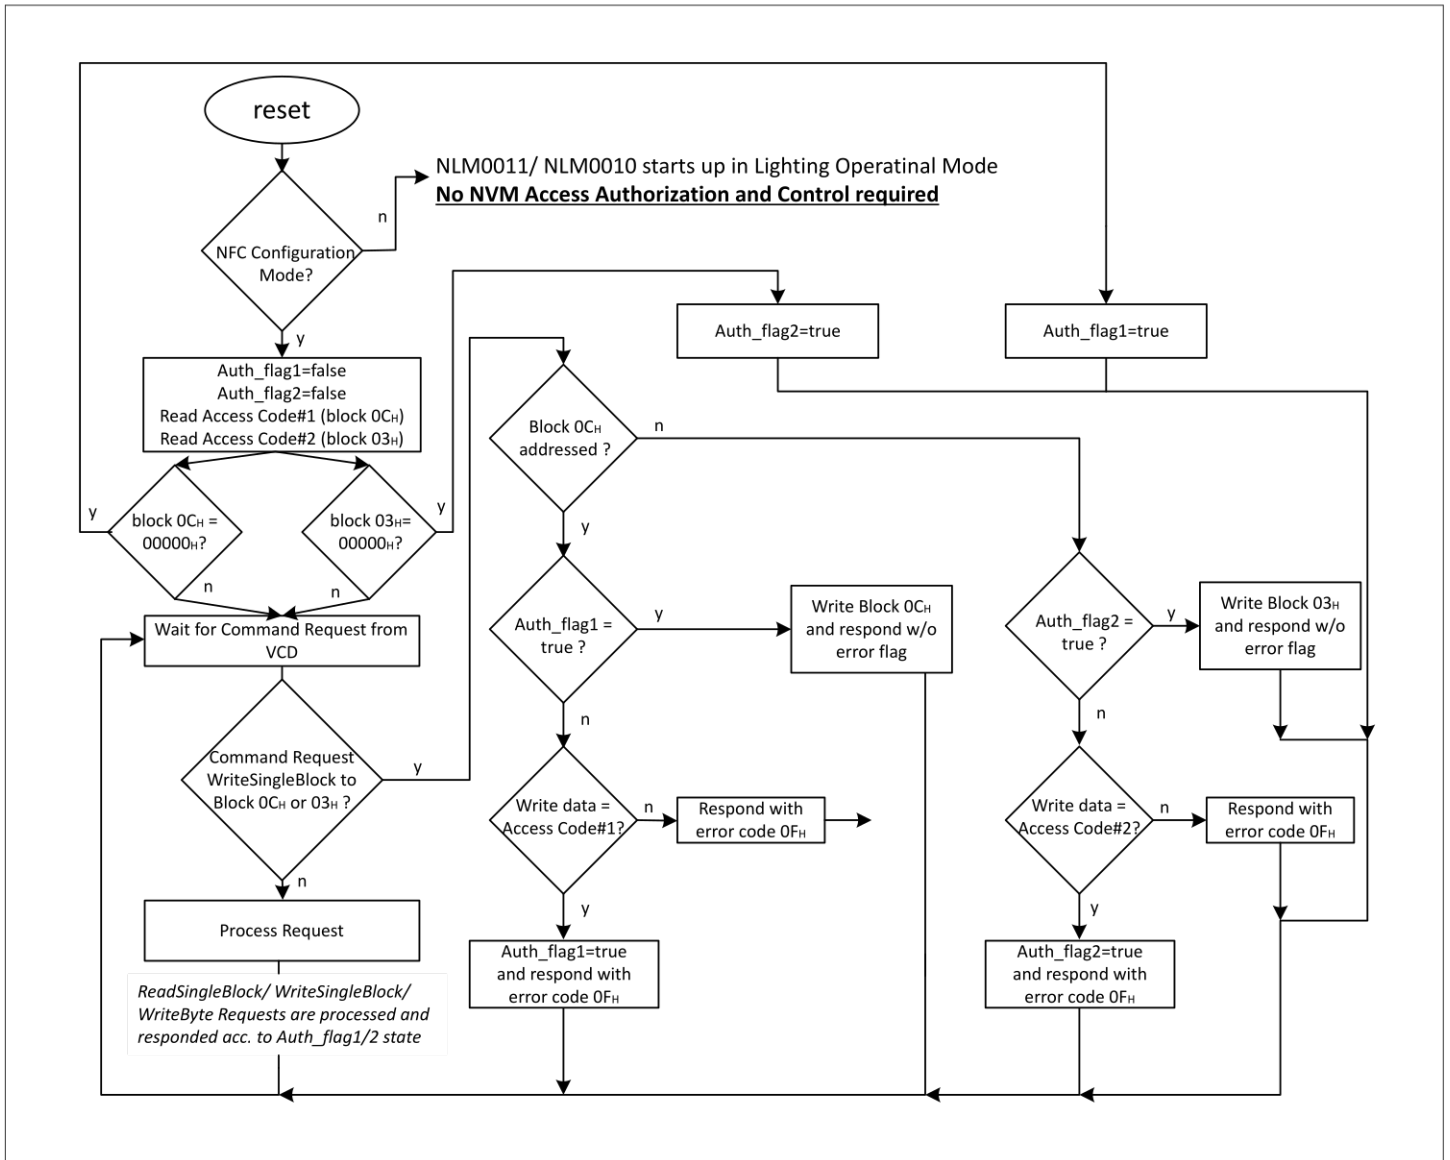 reset
NLM0011/ NLM0010 starts up in Lighting Operatinal Mode
No NVM Access Authorization and Control required
n
NFC Configuration
Mode?
y
Auth_flag2=true
Auth_flag1=true
Auth_flag1=false
Auth_flag2=false
Read Access Code#1 (block 0CH)
Read Access Code#2 (block 03H)
Block 0CH
addressed ?
n
y
y
y
block 0CH =
00000H?
block 03H=
00000H?
n
n
Wait for Command Request from
VCD
Auth_flag1 =
true ?
y
Write Block 0CH
and respond w/o
error flag
Auth_flag2 =
true ?
y
Write Block 03H
and respond w/o
error flag
n
n
Command Request
WriteSingleBlock to
Block 0CH or 03H ?
y
n
Write data =
Access Code#1?
n
Respond with
error code 0FH
Write data =
Access Code#2?
n
Respond with
error code 0FH
y
y
Process Request
Auth_flag1=true
and respond with
error code 0FH
Auth_flag2=true
and respond with
error code 0FH
ReadSingleBlock/ WriteSingleBlock/
WriteByte Requests are processed and
responded acc. to Auth_flag1/2 state